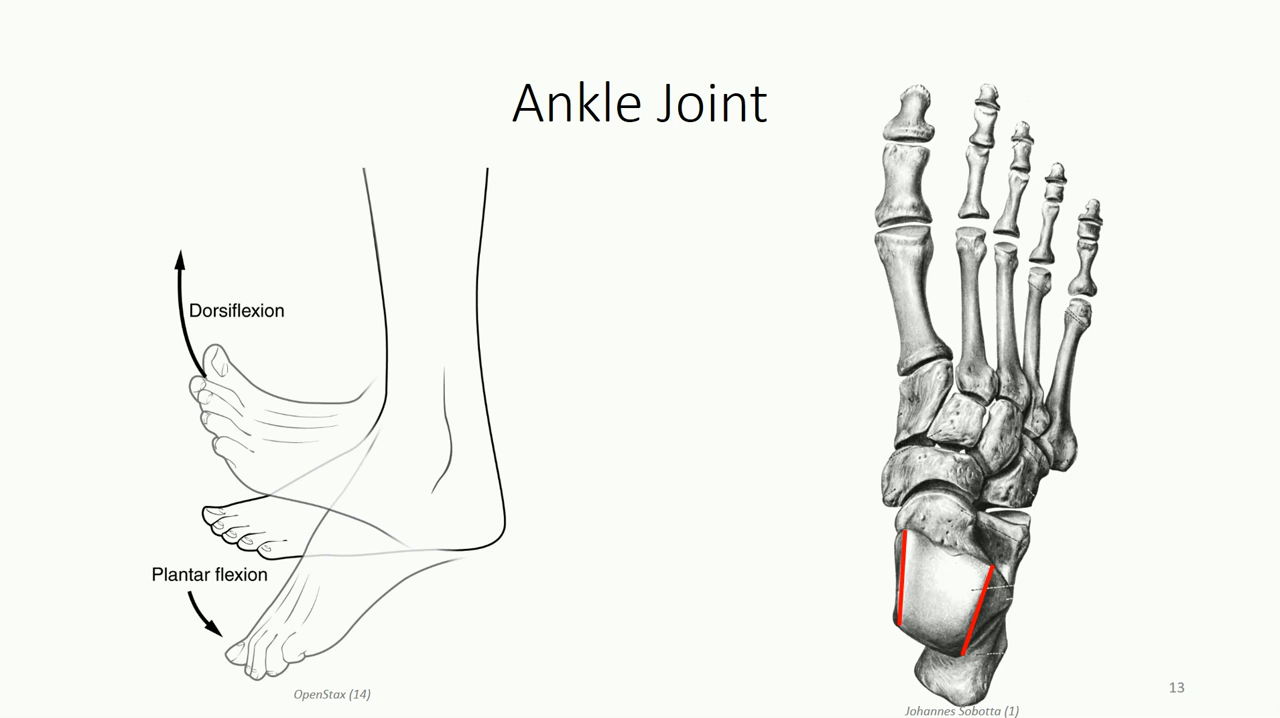 Ankle Joint
Dorsiflexion
Plantar flexion
OpenStax (14)
Johannes Sobotta (1)
13